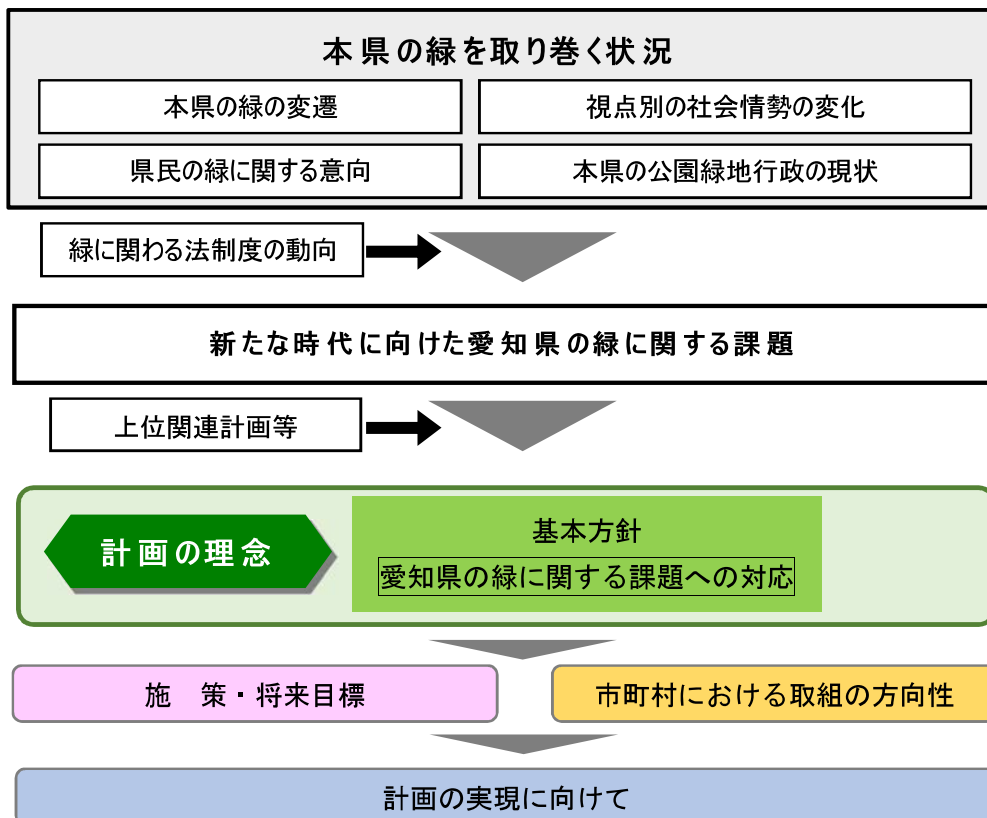 本県の緑を取り巻く状況
本県の緑の変遷
視点別の社会情勢の変化
県民の緑に関する意向
本県の公園緑地行政の現状
緑に関わる法制度の動向
新たな時代に向けた愛知県の緑に関する課題
上位関連計画等
計画の理念
基本方針
愛知県の緑に関する課題への対応
施　策・将来目標
市町村における取組の方向性
計画の実現に向けて